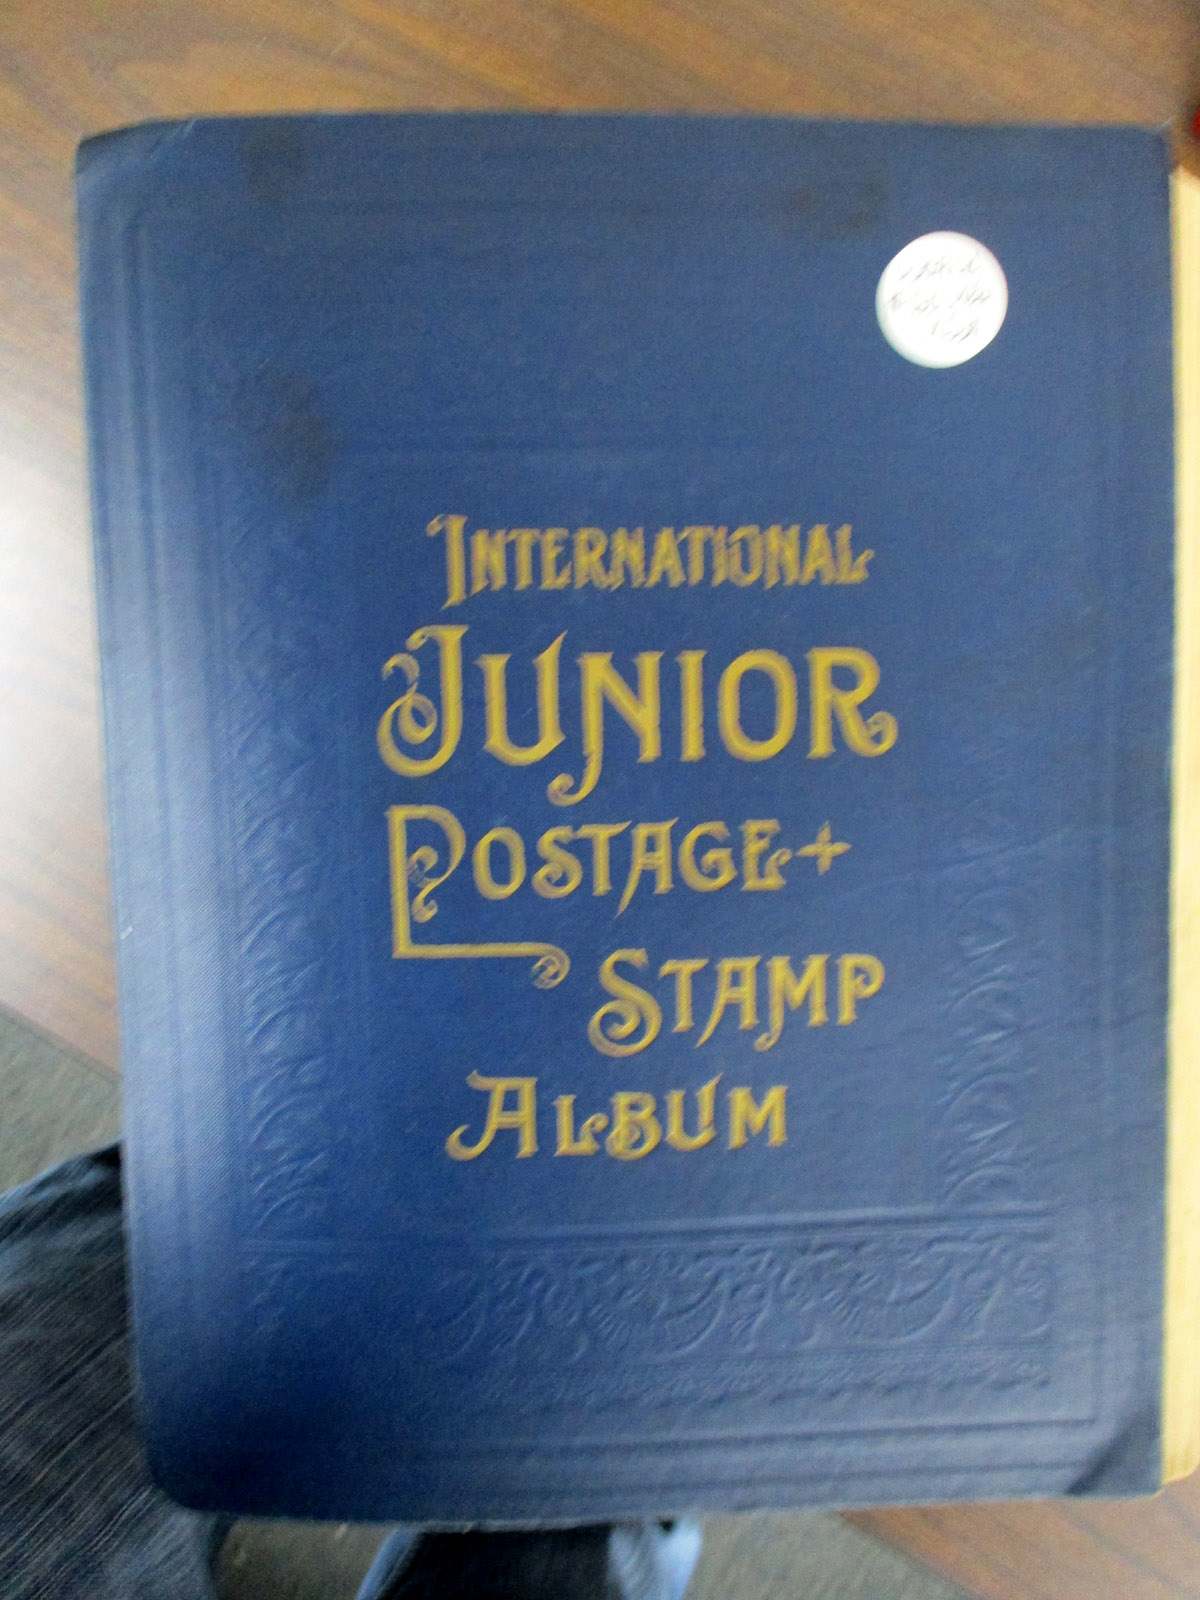 INTERNATIONAL
JUNIOR
POSTAGE +
STAMP
ALBUM